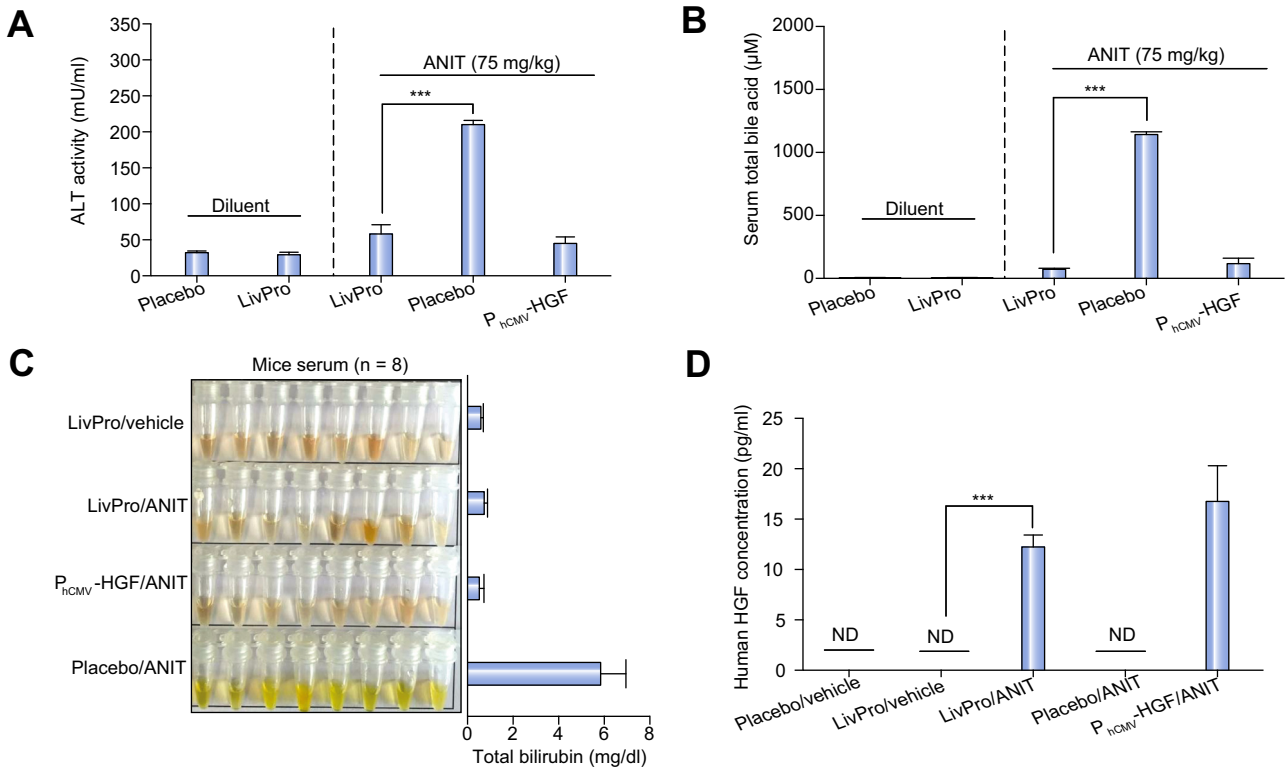 A
ALT activity (mU/ml)
350
300
250
200
150
100
50
0
Diluent
ANIT (75 mg/kg)
***
Placebo
LivPro
LivPro
Placebo
PhCMV-HGF
B
Serum total bile acid (µM)
2000
1500
1000
500
0
Diluent
ANIT (75 mg/kg)
***
Placebo
LivPro
LivPro
Placebo
PhCMV-HGF
C
Mice serum (n = 8)
LivPro/vehicle
LivPro/ANIT
PhCMV-HGF/ANIT
Placebo/ANIT
0 2 4 6 8
Total bilirubin (mg/dl)
D
Human HGF concentration (pg/ml)
25
20
15
10
5
0
ND
ND
***
ND
Placebo/vehicle
LivPro/vehicle
LivPro/ANIT
Placebo/ANIT
PhCMV-HGF/ANIT